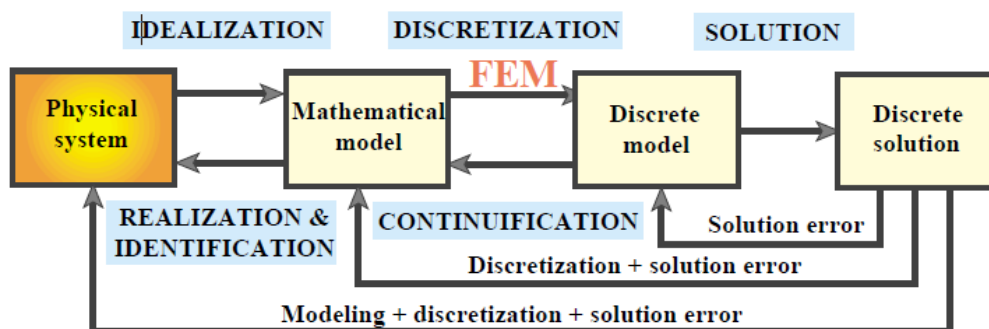 IDEALIZATION
DISCRETIZATION
SOLUTION
FEM
Physical
system
Mathematical
model
Discrete
model
Discrete
solution
REALIZATION &
IDENTIFICATION
CONTINUIFICATION
Solution error
Discretization + solution error
Modeling + discretization + solution error